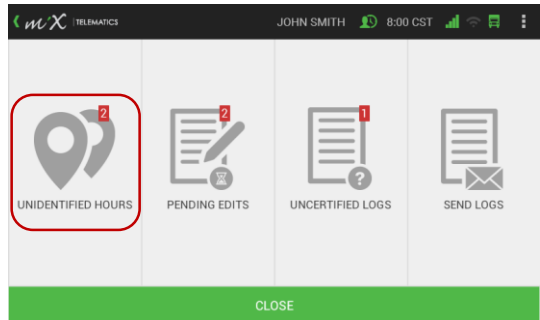 mⁱX | TELEMATICS JOHN SMITH 8:00 CST
2 2 1
UNIDENTIFIED HOURS PENDING EDITS UNCERTIFIED LOGS SEND LOGS
?
CLOSE